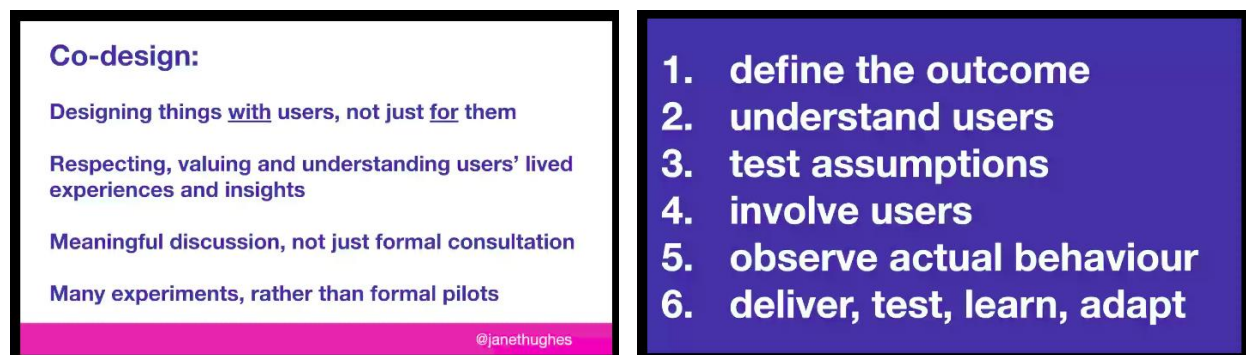 Co-design:
Designing things with users, not just for them
Respecting, valuing and understanding users’ lived
experiences and insights
Meaningful discussion, not just formal consultation
Many experiments, rather than formal pilots
@janethughes
1. define the outcome
2. understand users
3. test assumptions
4. involve users
5. observe actual behaviour
6. deliver, test, learn, adapt